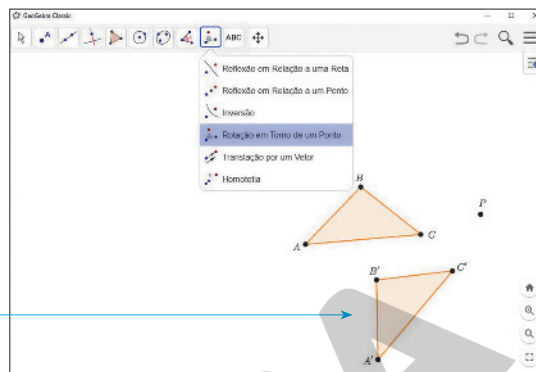 GeoGebra Classic
ABC
Reflexão em Relação a uma Reta
Reflexão em Relação a um Ponto
Inversão
Rotação em Torno de um Ponto
Translação por um Vetor
Homotetia
B
P
A
C
B'
C'
A'